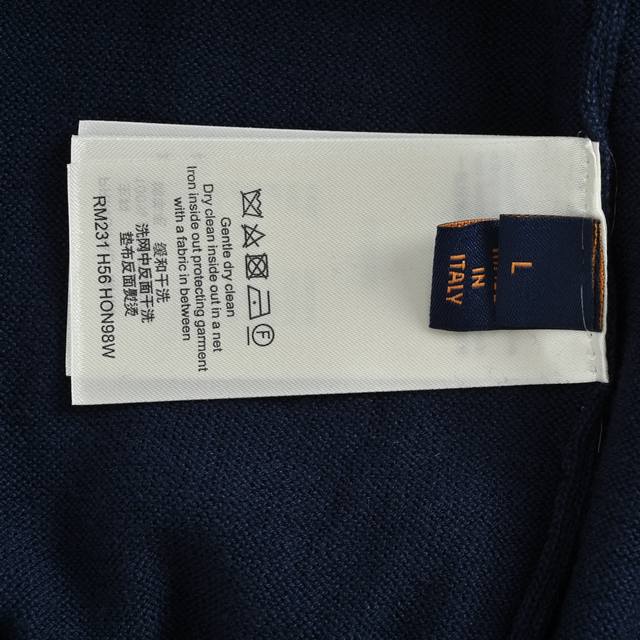 Gentle dry clean
Dry clean inside out in a net
Iron inside out protecting garment
with a fabric in between
缓和干洗
洗网中反面干洗
垫布反面熨烫
RM231 H56 HON98W
L
IN
ITALY